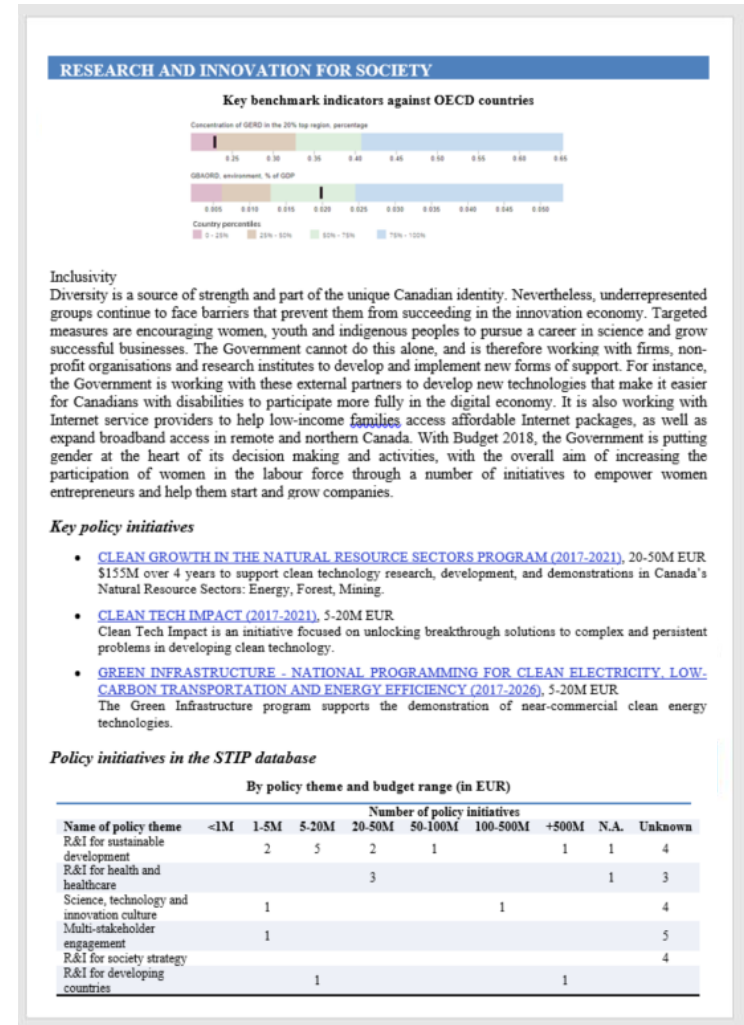 RESEARCH AND INNOVATION FOR SOCIETY
Key benchmark indicators against OECD countries
Concentration of GERD in the 20% top region, percentage
0.25 0.30 0.35 0.40 0.45 0.50 0.55 0.60 0.65
GBAORD, environment, % of GDP
0.005 0.010 0.015 0.020 0.025 0.030 0.035 0.040 0.045 0.050
Country percentiles
0 - 25% 25% - 50% 50% - 75% 75% - 100%
Inclusivity
Diversity is a source of strength and part of the unique Canadian identity. Nevertheless, underrepresented
groups continue to face barriers that prevent them from succeeding in the innovation economy. Targeted
measures are encouraging women, youth and indigenous peoples to pursue a career in science and grow
successful businesses. The Government cannot do this alone, and is therefore working with firms, non-
profit organisations and research institutes to develop and implement new forms of support. For instance,
the Government is working with these external partners to develop new technologies that make it easier
for Canadians with disabilities to participate more fully in the digital economy. It is also working with
Internet service providers to help low-income families access affordable Internet packages, as well as
expand broadband access in remote and northern Canada. With Budget 2018, the Government is putting
gender at the heart of its decision making and activities, with the overall aim of increasing the
participation of women in the labour force through a number of initiatives to empower women
entrepreneurs and help them start and grow companies.
Key policy initiatives
• CLEAN GROWTH IN THE NATURAL RESOURCE SECTORS PROGRAM (2017-2021), 20-50M EUR
$155M over 4 years to support clean technology research, development, and demonstrations in Canada's
Natural Resource Sectors: Energy, Forest, Mining.
• CLEAN TECH IMPACT (2017-2021), 5-20M EUR
Clean Tech Impact is an initiative focused on unlocking breakthrough solutions to complex and persistent
problems in developing clean technology.
• GREEN INFRASTRUCTURE - NATIONAL PROGRAMMING FOR CLEAN ELECTRICITY, LOW-
CARBON TRANSPORTATION AND ENERGY EFFICIENCY (2017-2026), 5-20M EUR
The Green Infrastructure program supports the demonstration of near-commercial clean energy
technologies.
Policy initiatives in the STIP database
By policy theme and budget range (in EUR)
Number of policy initiatives
Name of policy theme <1M 1-5M 5-20M 20-50M 50-100M 100-500M +500M N.A. Unknown
R&I for sustainable
development 2 5 2 1 1 1 4
R&I for health and
healthcare 3 1 3
Science, technology and
innovation culture 1 1 4
Multi-stakeholder
engagement 1 5
R&I for society strategy 4
R&I for developing
countries 1 1